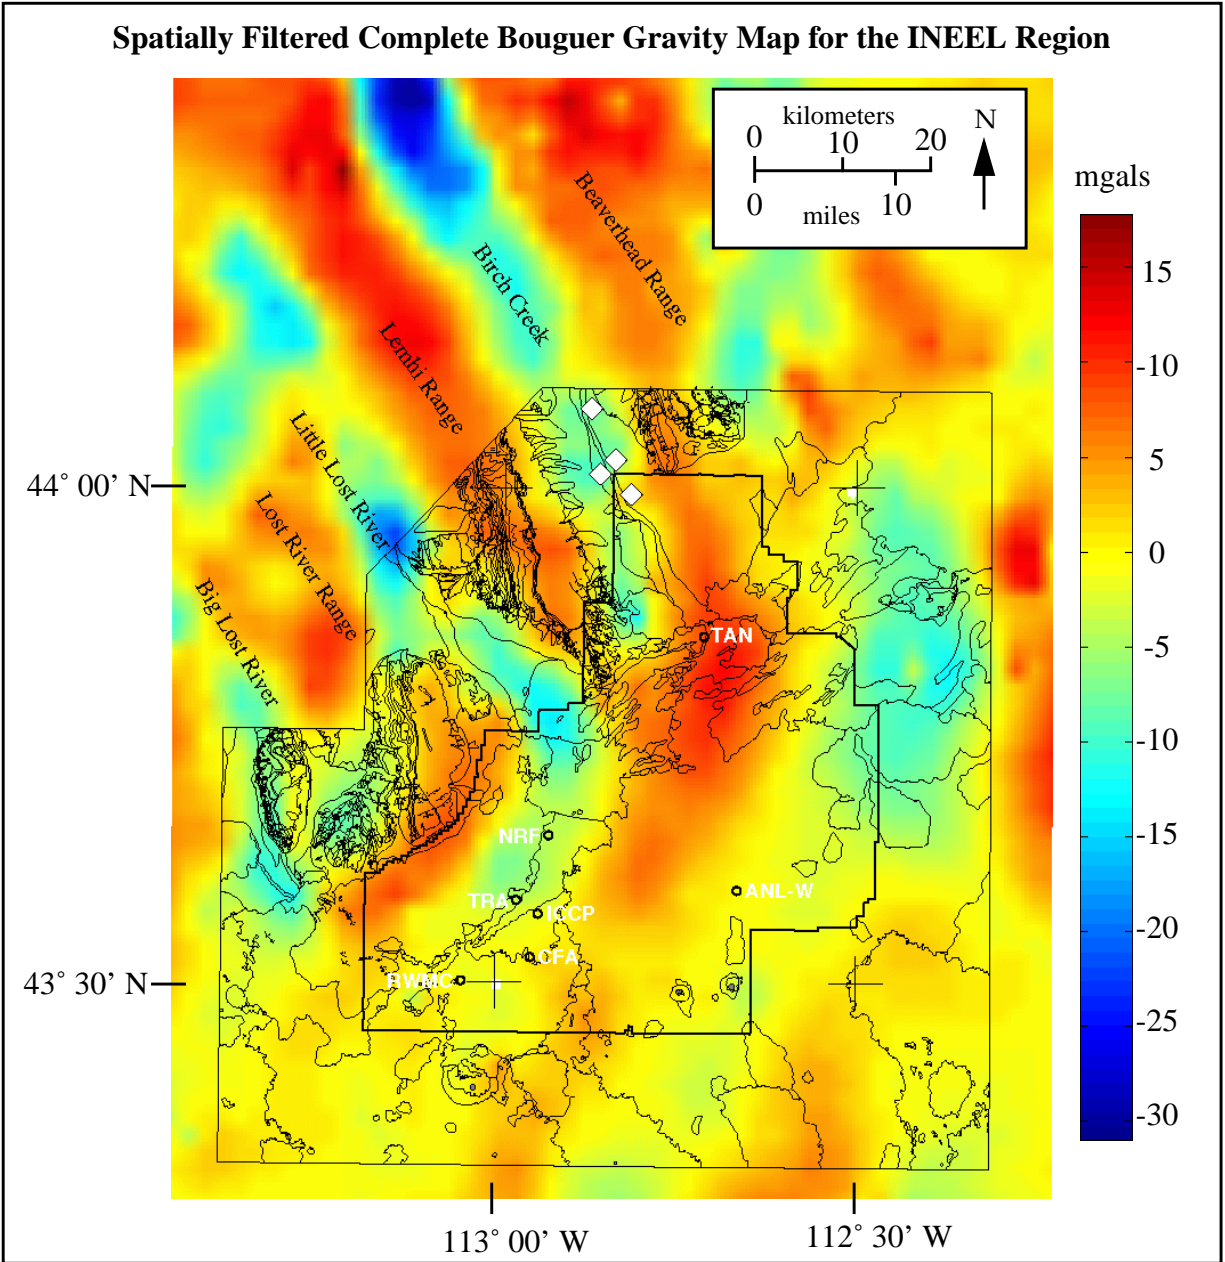 Spatially Filtered Complete Bouguer Gravity Map for the INEEL Region
kilometers
0 10 20
0 10
miles
N
mgals
15
-10
5
0
-5
-10
-15
-20
-25
-30
Beaverhead Range
Birch Creek
Lemhi Range
Little Lost River
Lost River Range
Big Lost River
44° 00’ N
43° 30’ N
TAN
NRF
TRA
ICCP
ANL-W
CFA
RWMC
113° 00’ W
112° 30’ W